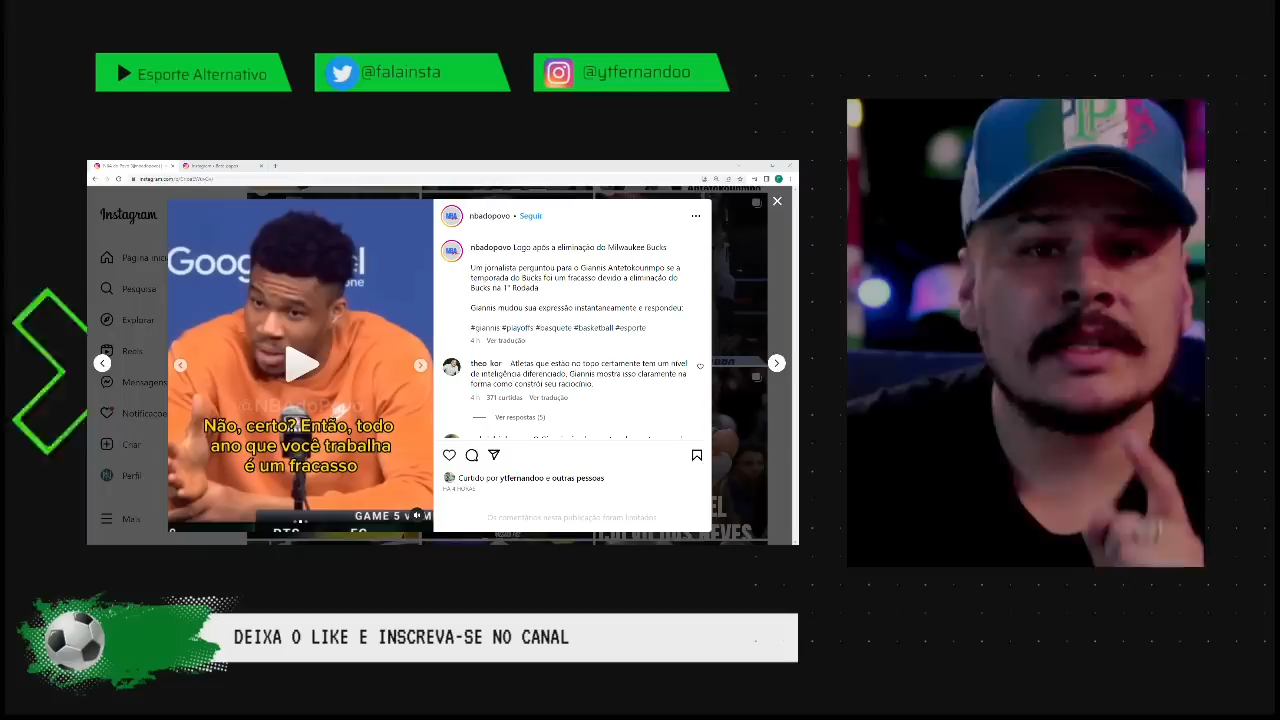 Esporte Alternativo
@falainsta
@ytfernandoo
Instagram
Explorar
Reels
Mensagens
Criar
Perfil
Mais
Pesquisa
nbadopovo • Seguir
nbadopovo Logo após a eliminação do Milwaukee Bucks
Um jornalista perguntou para o Giannis Antetokounmpo se a
temporada do Bucks foi um fracasso devido a eliminação do
Bucks na 1° Rodada
Giannis mudou sua expressão instantaneamente e respondeu:
#giannis #playoffs #basquete #basketball #esporte
4 h Ver tradução
theo_kor Atletas que estão no topo certamente tem um nível
de inteligência diferenciado, Giannis mostra isso claramente na
forma como constrói seu raciocínio.
4 h 371 curtidas Ver tradução
Ver respostas (5)
Curtido por ytfernandoo e outras pessoas
HÁ 4 HORAS
Os comentários nesta publicação foram limitados
@NBAdoPovo
Não, certo? Então, todo
ano que você trabalha
é um fracasso
GAME 5
DEIXA O LIKE E INSCREVA-SE NO CANAL